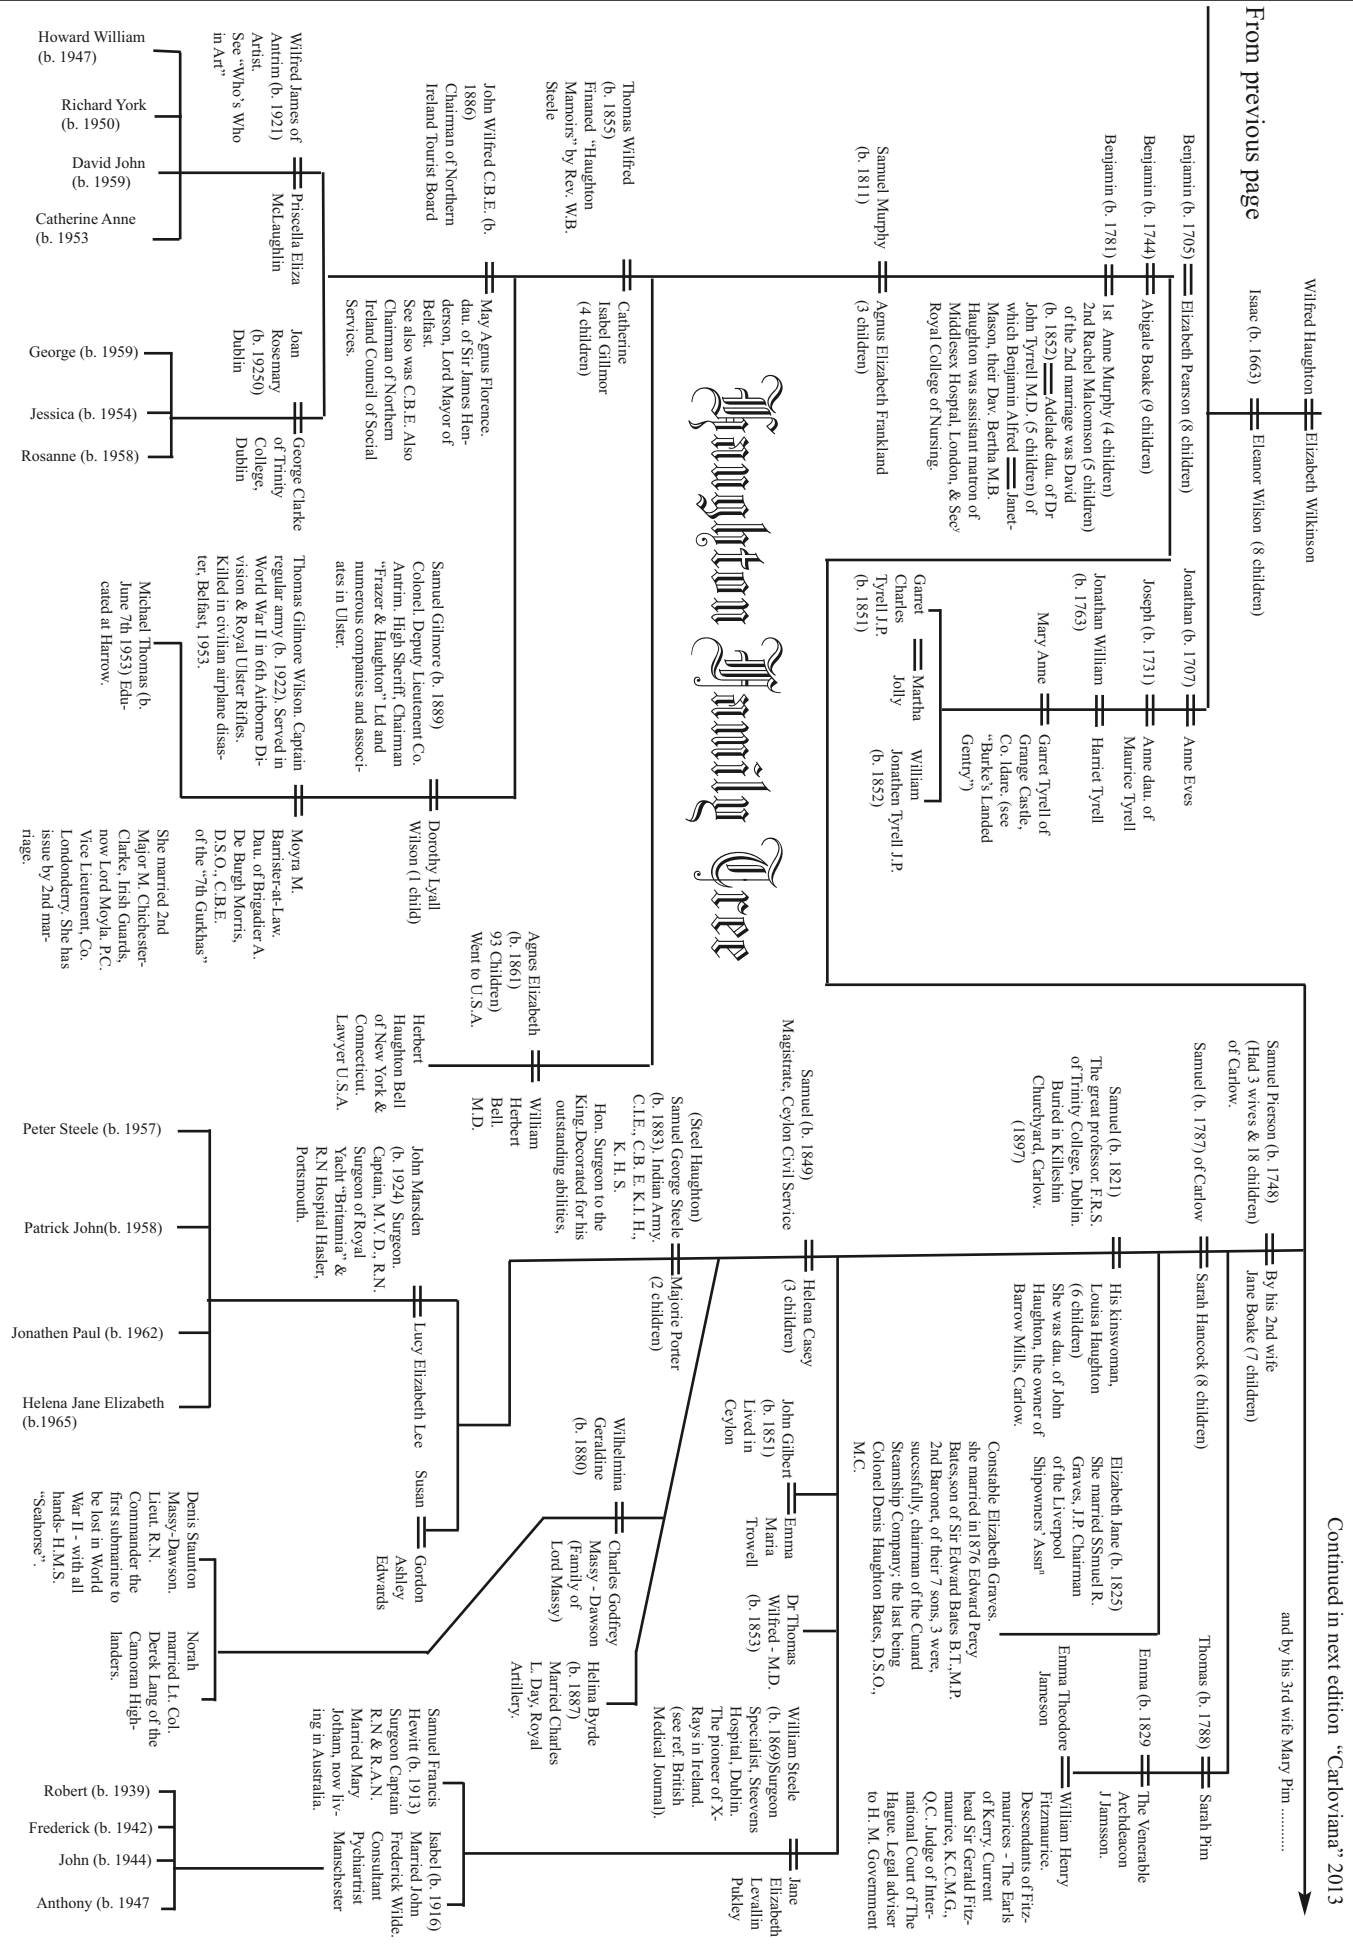 From previous page
Continued in next edition "Carloviana" 2013
Haughton Family Tree
Wilfred Haughton
Elizabeth Wilkinson
Isaac (b. 1663)
Eleanor Wilson (8 children)
and by his 3rd wife Mary Pim ............
Benjamin (b. 1705)
Elizabeth Pearson (8 children)
Benjamin (b. 1744)
Abigale Boake (9 children)
Benjamin (b. 1781)
1st Anne Murphy (4 children)
2nd Rachel Malcomson (5 children)
of the 2nd marriage was David
(b. 1852)
Adelade dau. of Dr
John Tyrrell M.D. (5 children) of
which Benjamin Alfred
Janet-
Mason, their Dav. Bertha M.B.
Haughton was assistant matron of
Middlesex Hospital, London, & Secʸ
Royal College of Nursing.
Samuel Murphy
(b. 1811)
Agnus Elizabeth Frankland
(3 children)
Thomas Wilfred
(b. 1855)
Finaned "Haughton
Mamoirs" by Rev. W.B.
Steele
Catherine
Isabel Gillmor
(4 children)
John Wilfred C.B.E. (b.
1886)
Chairman of Northern
Ireland Tourist Board
May Agnus Florence.
dau. of Sir James Hen-
derson, Lord Mayor of
Belfast.
See also was C.B.E. Also
Chairman of Northern
Ireland Council of Social
Services.
Wilfred James of
Antrim (b. 1921)
Artist.
See "Who's Who
in Art"
Priscella Eliza
McLaughlin
Joan
Rosemary
(b. 19250)
Dublin
George Clarke
of Trinity
College,
Dublin
Howard William
(b. 1947)
Richard York
(b. 1950)
David John
(b. 1959)
Catherine Anne
(b. 1953
George (b. 1959)
Jessica (b. 1954)
Rosanne (b. 1958)
Jonathan (b. 1707)
Anne Eves
Joseph (b. 1731)
Anne dau. of
Maurice Tyrell
Jonathan William
(b. 1763)
Harriet Tyrell
Mary Anne
Garret Tyrell of
Grange Castle,
Co. Idare. (see
"Burke's Landed
Gentry")
Garret
Charles
Tyrell J.P.
(b. 1851)
Martha
Jolly
William
Jonathen Tyrell J.P.
(b. 1852)
Samuel Gilmore (b. 1889)
Colonel. Deputy Lieutenent Co.
Antrim. High Sheriff, Chairman
"Frazer & Haughton" Ltd and
numerous companies and associ-
ates in Ulster.
Dorothy Lyall
Wilson (1 child)
Thomas Gilmore Wilson. Captain
regular army (b. 1922). Served in
World War II in 6th Airborne Di-
vision & Royal Ulster Rifles.
Killed in civilian airplane disas-
ter, Belfast, 1953.
Moyra M.
Barrister-at-Law.
Dau. of Brigadier A.
De Burgh Morris,
D.S.O., C.B.E.
of the "7th Gurkhas"
She married 2nd
Major M. Chichester-
Clarke, Irish Guards,
now Lord Moyla. P.C.
Vice Lieutenent, Co.
Londonderry. She has
issue by 2nd mar-
riage.
Michael Thomas (b.
June 7th 1953) Edu-
cated at Harrow.
Agnes Elizabeth
(b. 1861)
93 Children)
Went to U.S.A.
William
Herbert
Bell.
M.D.
Herbert
Haughton Bell
of New York &
Connecticut.
Lawyer U.S.A.
Samuel Pierson (b. 1748)
(Had 3 wives & 18 children)
of Carlow.
By his 2nd wife
Jane Boake (7 children)
Samuel (b. 1787) of Carlow
Sarah Hancock (8 children)
Thomas (b. 1788)
Sarah Pim
Samuel (b. 1821)
The great professor. F.R.S.
of Trinity College, Dublin.
Buried in Killeshin
Churchyard, Carlow.
(1897)
His kinswoman,
Louisa Haughton
(6 children)
She was dau. of John
Haughton, the owner of
Barrow Mills, Carlow.
Elizabeth Jane (b. 1825)
She married SSmuel R.
Graves, J.P. Chairman
of the Liverpool
Shipowners' Assnⁿ
Constable Elizabeth Graves.
she married in1876 Edward Percy
Bates,son of Sir Edward Bates B.T.,M.P.
2nd Baronet, of their 7 sons, 3 were,
succssfully, chairman of the Cunard
Steamship Company; the last being
Colonel Denis Haughton Bates, D.S.O.,
M.C.
Emma (b. 1829
The Venerable
Archdeacon
J Jamsson.
Emma Theodore
Jameson
William Henry
Fitzmaurice.
Descendants of Fitz-
maurices - The Earls
of Kerry. Current
head Sir Gerald Fitz-
maurice, K.C.M.G.,
Q.C. Judge of Inter-
national Court of The
Hague. Legal adviser
to H. M. Government
Samuel (b. 1849)
Magistrate, Ceylon Civil Service
Helena Casey
(3 children)
John Gilbert
(b. 1851)
Lived in
Ceylon
Emma
Maria
Trowell
Dr Thomas
Wilfred - M.D.
(b. 1853)
William Steele
(b. 1869)Surgeon
Specialist, Steevens
Hospital, Dublin.
The pioneer of X-
Rays in Ireland.
(see ref. British
Medical Journal).
Jane
Elizabeth
Levallin
Pukley
(Steel Haughton)
Samuel George Steele
(b. 1883). Indian Army.
C.I.E., C.B. E. K.I. H.,
K. H. S.
Hon. Surgeon to the
King.Decorated for his
outstanding abilities,
Majorie Porter
(2 children)
Wilhelmina
Geraldine
(b. 1880)
Charles Godfrey
Massy - Dawson
(Family of
Lord Massy)
Helina Byrde
(b. 1887)
Married Charles
L. Day, Royal
Artillery.
John Marsden
(b. 1924) Surgeon.
Captain, M.V. D., R.N.
Surgeon of Royal
Yacht "Britannia" &
R.N Hospital Hasler,
Portsmouth.
Lucy Elizabeth Lee
Susan
Gordon
Ashley
Edwards
Peter Steele (b. 1957)
Patrick John(b. 1958)
Jonathen Paul (b. 1962)
Helena Jane Elizabeth
(b.1965)
Denis Staunton
Massy-Dawson.
Lieut. R.N.
Commander the
first submarine to
be lost in World
War II - with all
hands- H.M.S.
"Seahorse".
Norah
married Lt. Col.
Derek Lang of the
Camoran High-
landers.
Samuel Francis
Hewitt (b. 1913)
Surgeon Captain
R.N & R.A.N.
Married Mary
Jotham, now liv-
ing in Australia.
Isabel (b. 1916)
Married John
Frederick Wilde.
Consultant
Pychiartrist
Manschester
Robert (b. 1939)
Frederick (b. 1942)
John (b. 1944)
Anthony (b. 1947